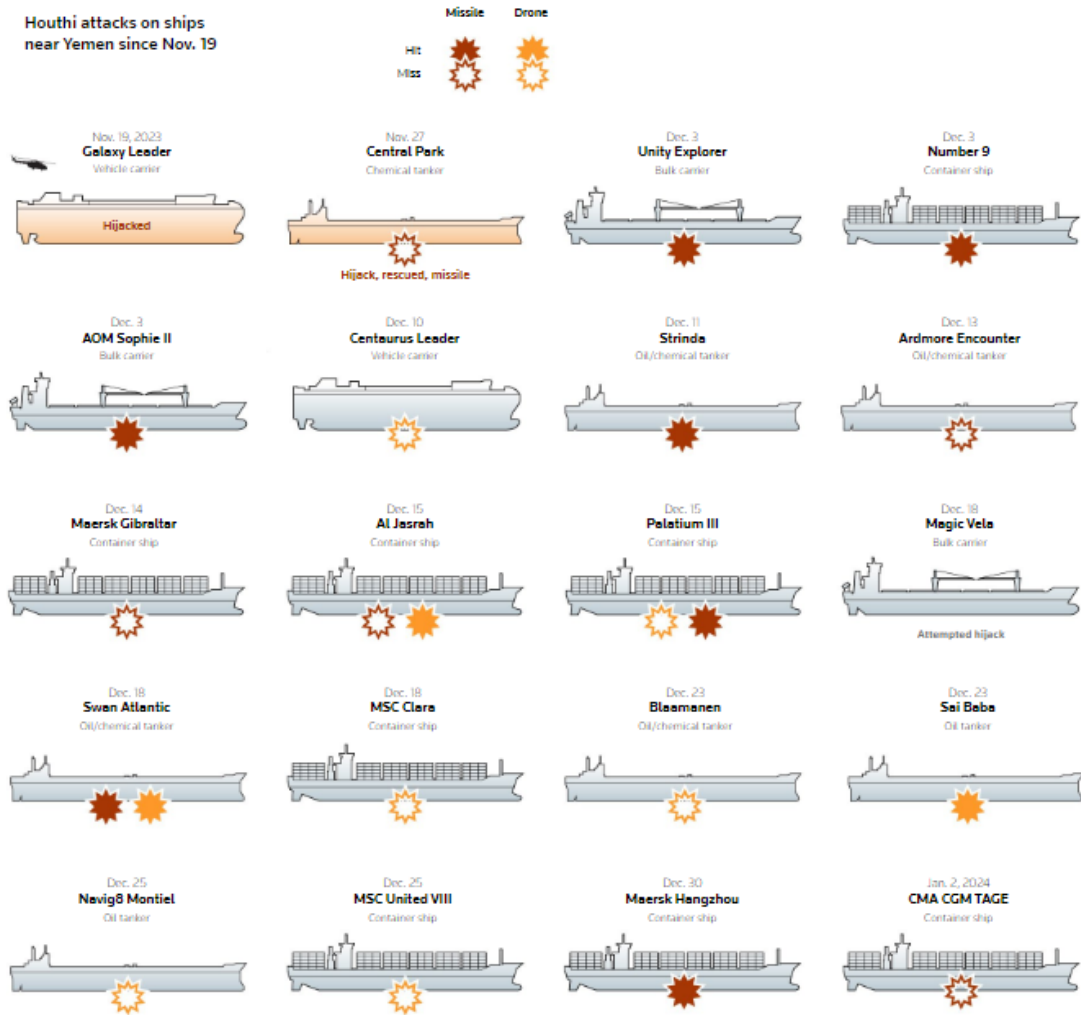 Houthi attacks on ships
near Yemen since Nov. 19
Missile Drone
Hit
Miss
Nov. 19, 2023
Galaxy Leader
Vehicle carrier
Hijacked
Nov. 27
Central Park
Chemical tanker
Hijack, rescued, missile
Dec. 3
Unity Explorer
Bulk carrier
Dec. 3
Number 9
Container ship
Dec. 3
AOM Sophie II
Bulk carrier
Dec. 10
Centaurus Leader
Vehicle carrier
Dec. 11
Strinda
Oil/chemical tanker
Dec. 13
Ardmore Encounter
Oil/chemical tanker
Dec. 14
Maersk Gibraltar
Container ship
Dec. 15
Al Jasrah
Container ship
Dec. 15
Palatium III
Container ship
Dec. 18
Magic Vela
Bulk carrier
Attempted hijack
Dec. 18
Swan Atlantic
Oil/chemical tanker
Dec. 18
MSC Clara
Container ship
Dec. 23
Blaamanen
Oil/chemical tanker
Dec. 23
Sai Baba
Oil tanker
Dec. 25
Navig8 Montiel
Oil tanker
Dec. 25
MSC United VIII
Container ship
Dec. 30
Maersk Hangzhou
Container ship
Jan. 2, 2024
CMA CGM TAGE
Container ship